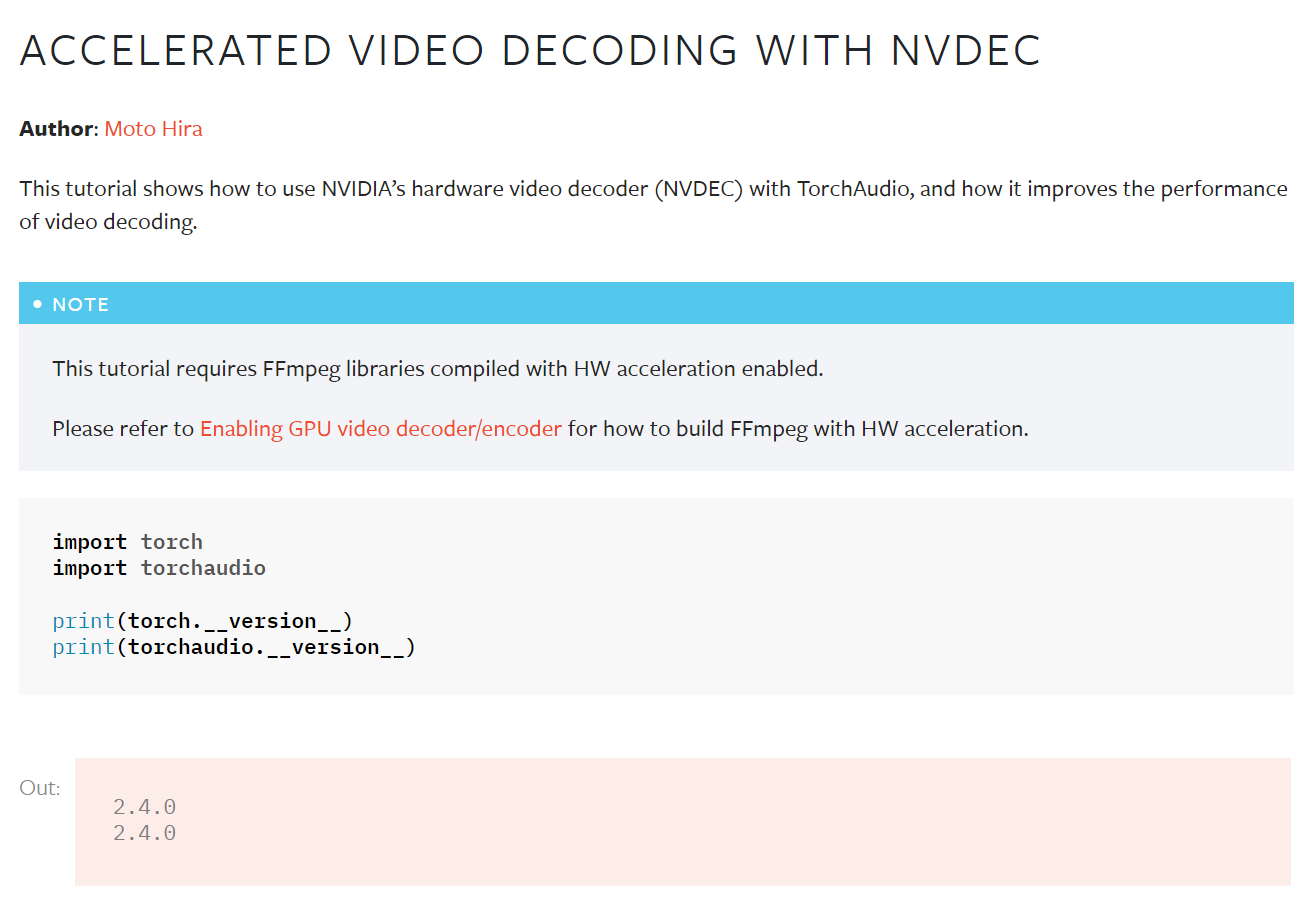 ACCELERATED VIDEO DECODING WITH NVDEC
Author: Moto Hira
This tutorial shows how to use NVIDIA’s hardware video decoder (NVDEC) with TorchAudio, and how it improves the performance
of video decoding.
NOTE
This tutorial requires FFmpeg libraries compiled with HW acceleration enabled.
Please refer to Enabling GPU video decoder/encoder for how to build FFmpeg with HW acceleration.
import torch
import torchaudio
print(torch.__version__)
print(torchaudio.__version__)
Out:
2.4.0
2.4.0